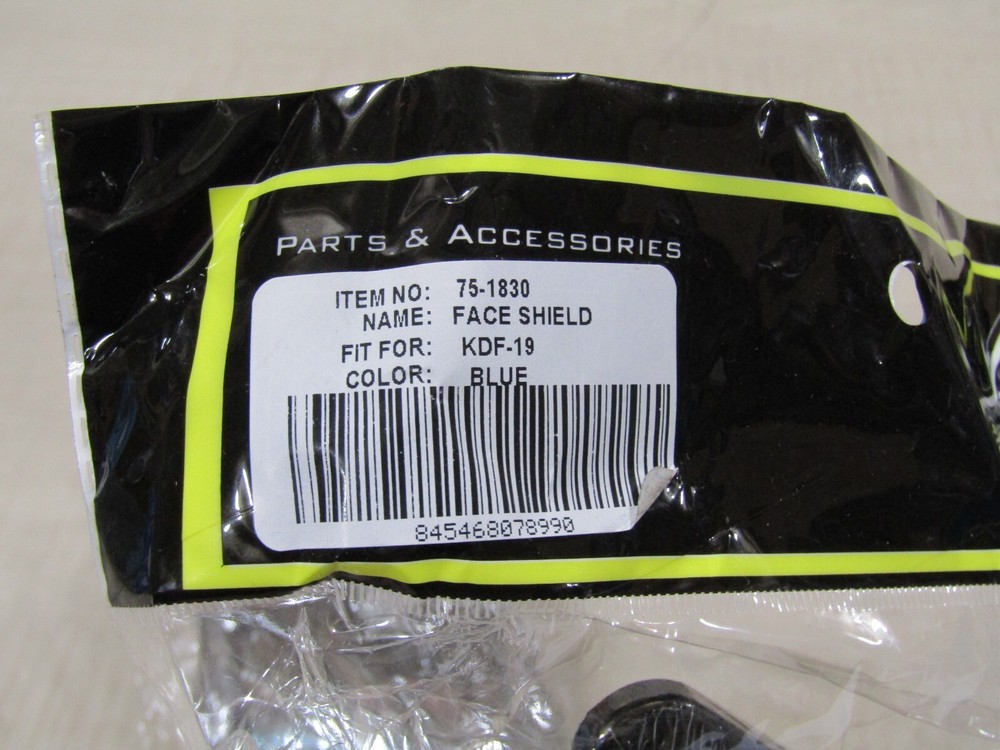 PARTS & ACCESSORIES
ITEM NO: 75-1830
NAME: FACE SHIELD
FIT FOR: KDF-19
COLOR: BLUE
845468078990